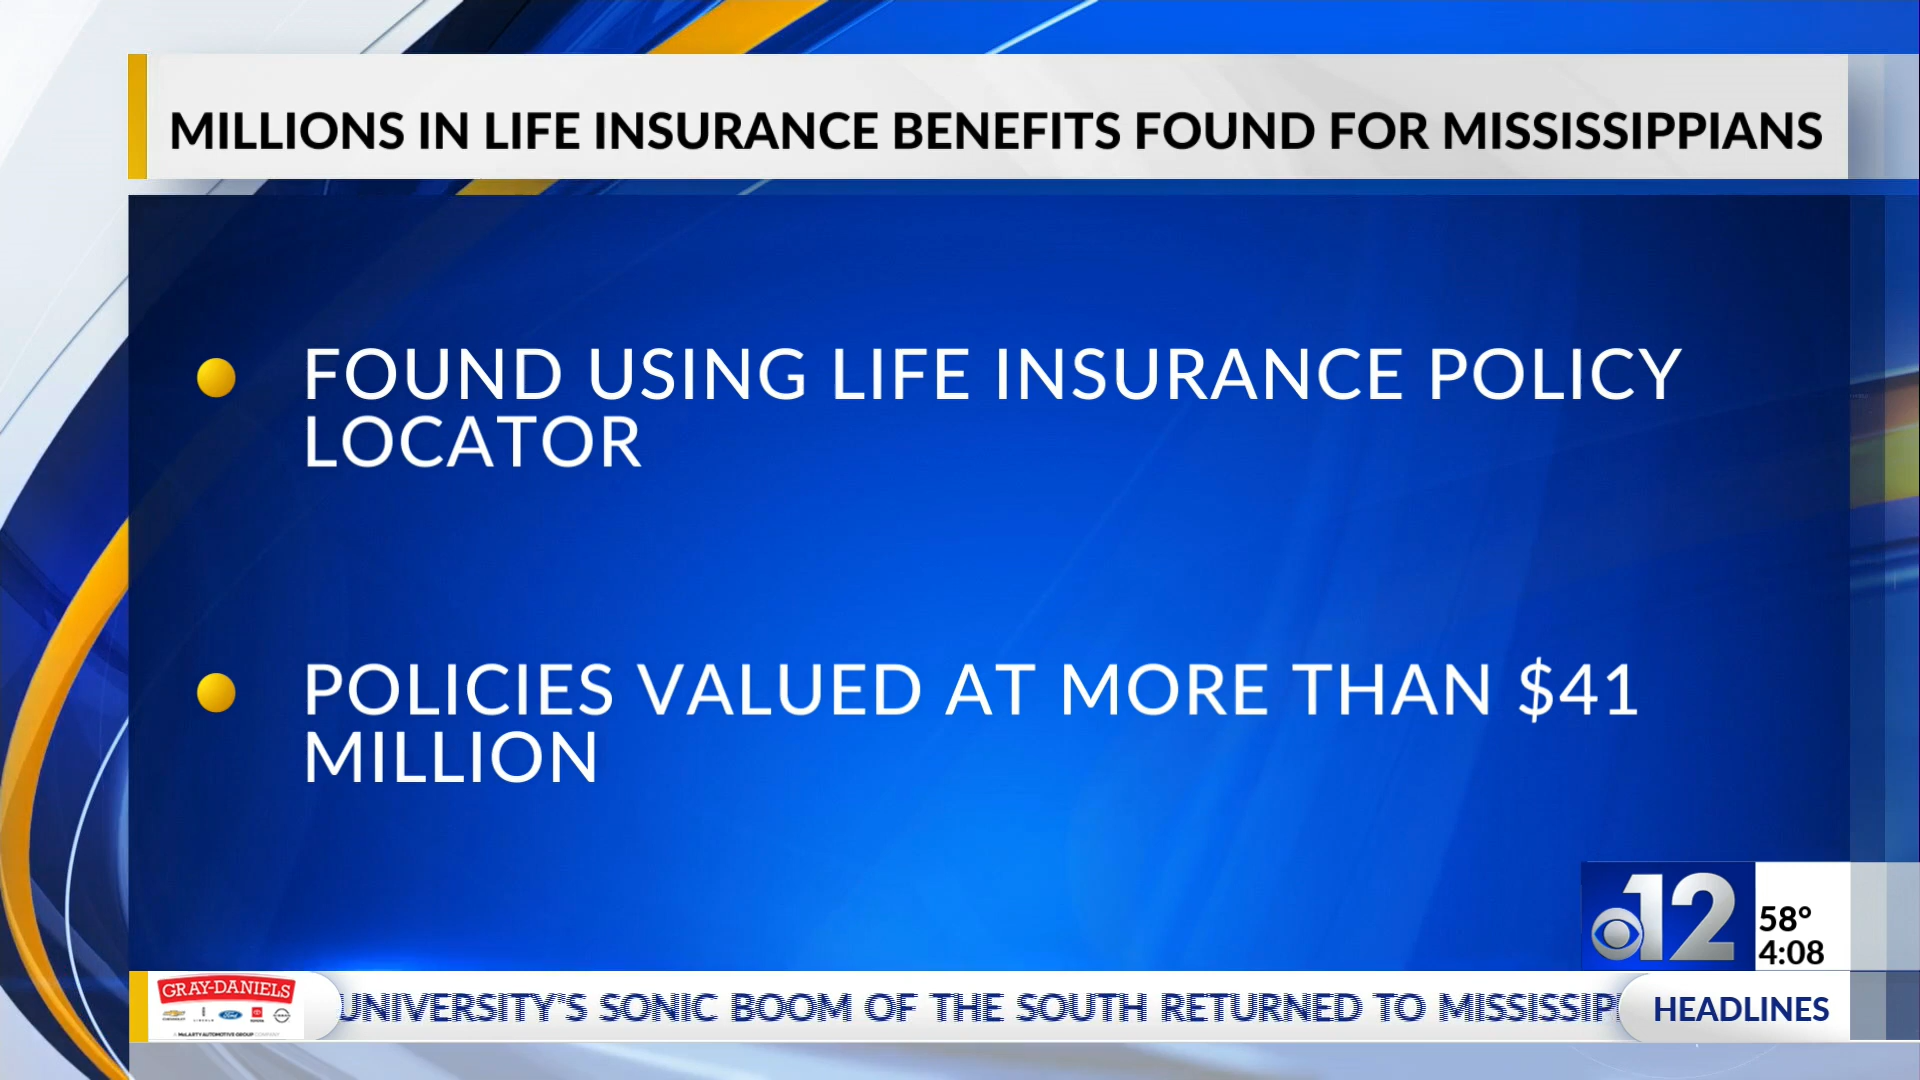 MILLIONS IN LIFE INSURANCE BENEFITS FOUND FOR MISSISSIPPIANS
FOUND USING LIFE INSURANCE POLICY
LOCATOR
POLICIES VALUED AT MORE THAN $41
MILLION
12
58°
4:08
GRAY-DANIELS
UNIVERSITY'S SONIC BOOM OF THE SOUTH RETURNED TO MISSISSIP
HEADLINES